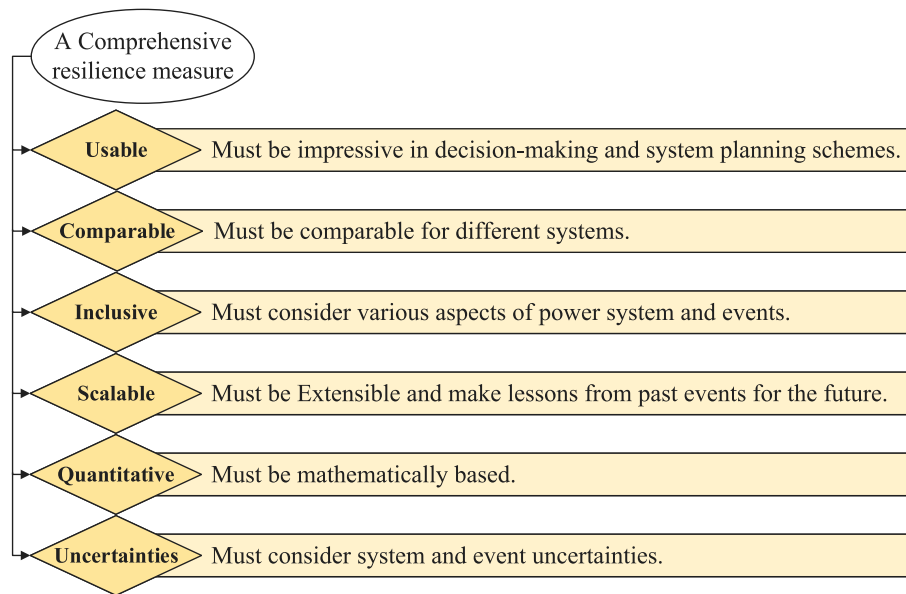 A Comprehensive
resilience measure
Usable
Must be impressive in decision-making and system planning schemes.
Comparable
Must be comparable for different systems.
Inclusive
Must consider various aspects of power system and events.
Scalable
Must be Extensible and make lessons from past events for the future.
Quantitative
Must be mathematically based.
Uncertainties
Must consider system and event uncertainties.